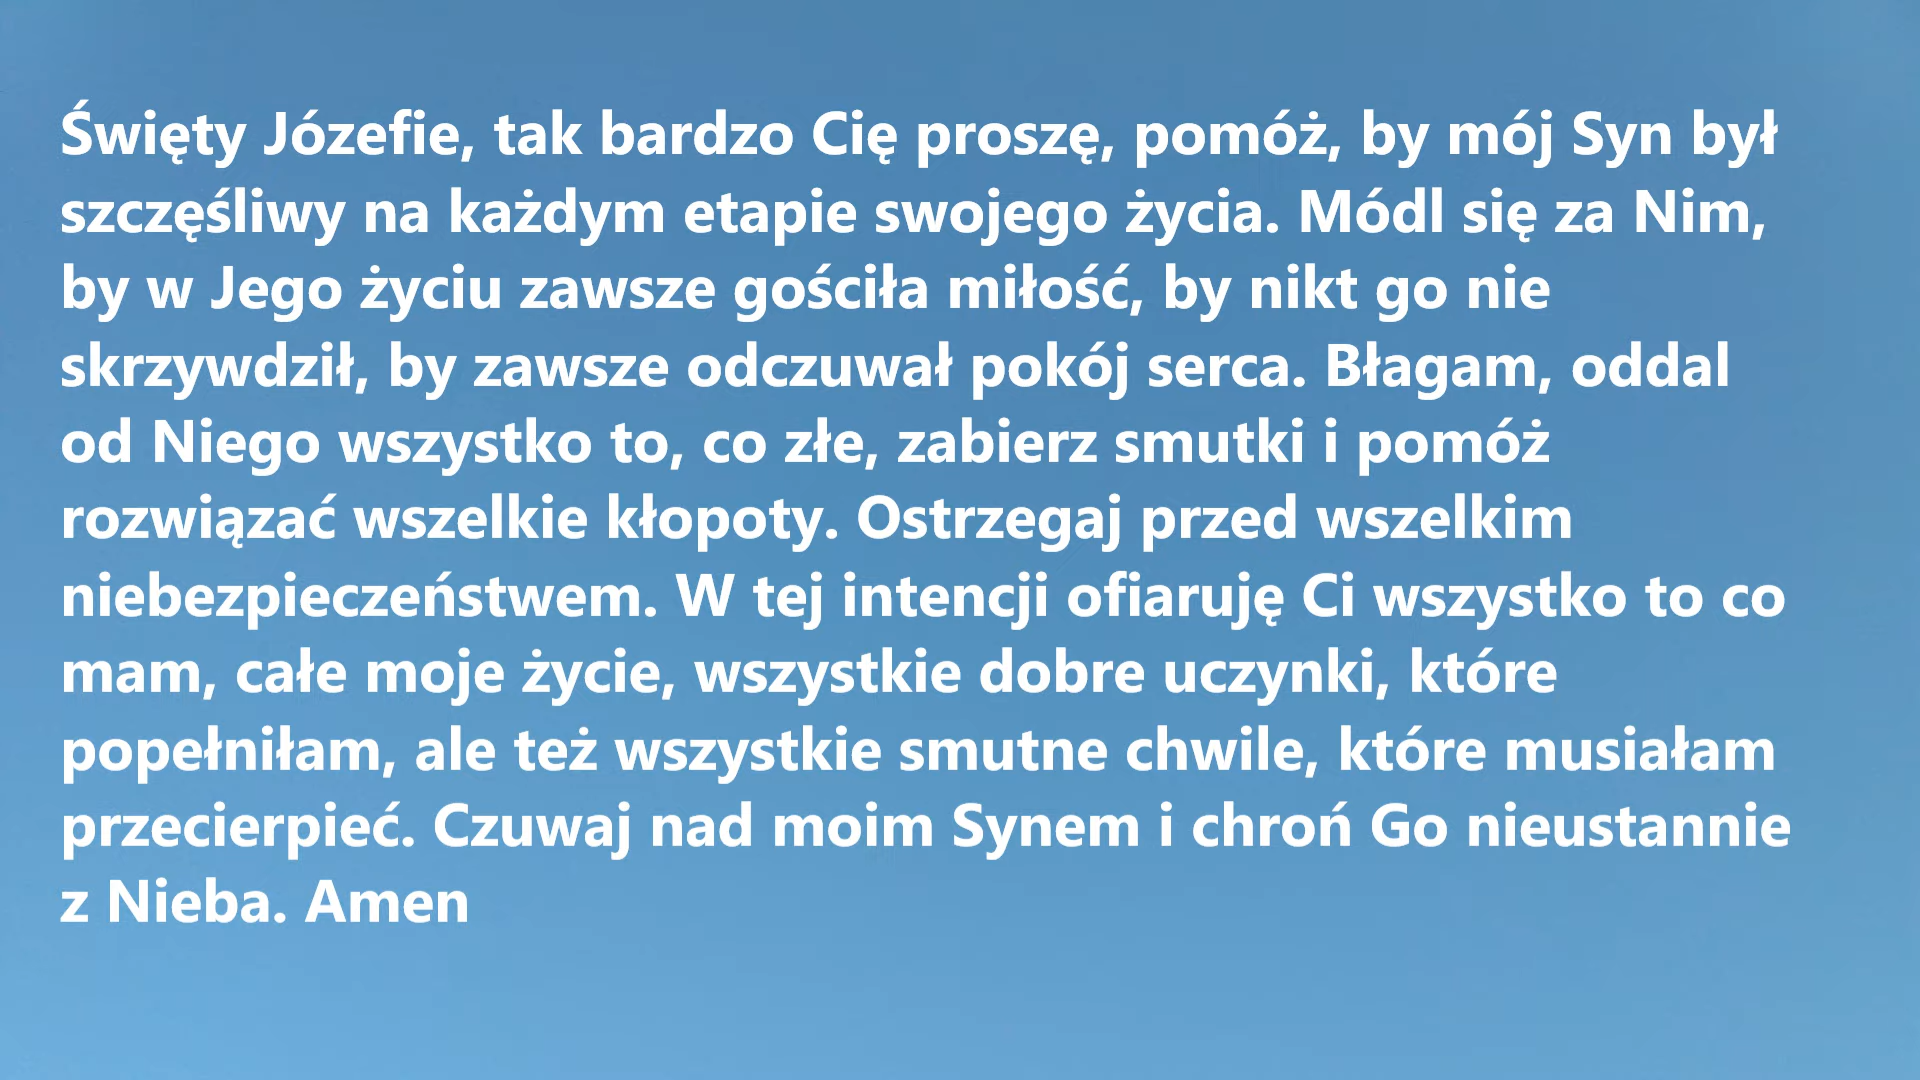 Święty Józefie, tak bardzo Cię proszę, pomóż, by mój Syn był
szczęśliwy na każdym etapie swojego życia. Módl się za Nim,
by w Jego życiu zawsze gościła miłość, by nikt go nie
skrzywdził, by zawsze odczuwał pokój serca. Błagam, oddal
od Niego wszystko to, co złe, zabierz smutki i pomóż
rozwiązać wszelkie kłopoty. Ostrzegaj przed wszelkim
niebezpieczeństwem. W tej intencji ofiaruję Ci wszystko to co
mam, całe moje życie, wszystkie dobre uczynki, które
popełniłam, ale też wszystkie smutne chwile, które musiałam
przecierpieć. Czuwaj nad moim Synem i chroń Go nieustannie
z Nieba. Amen